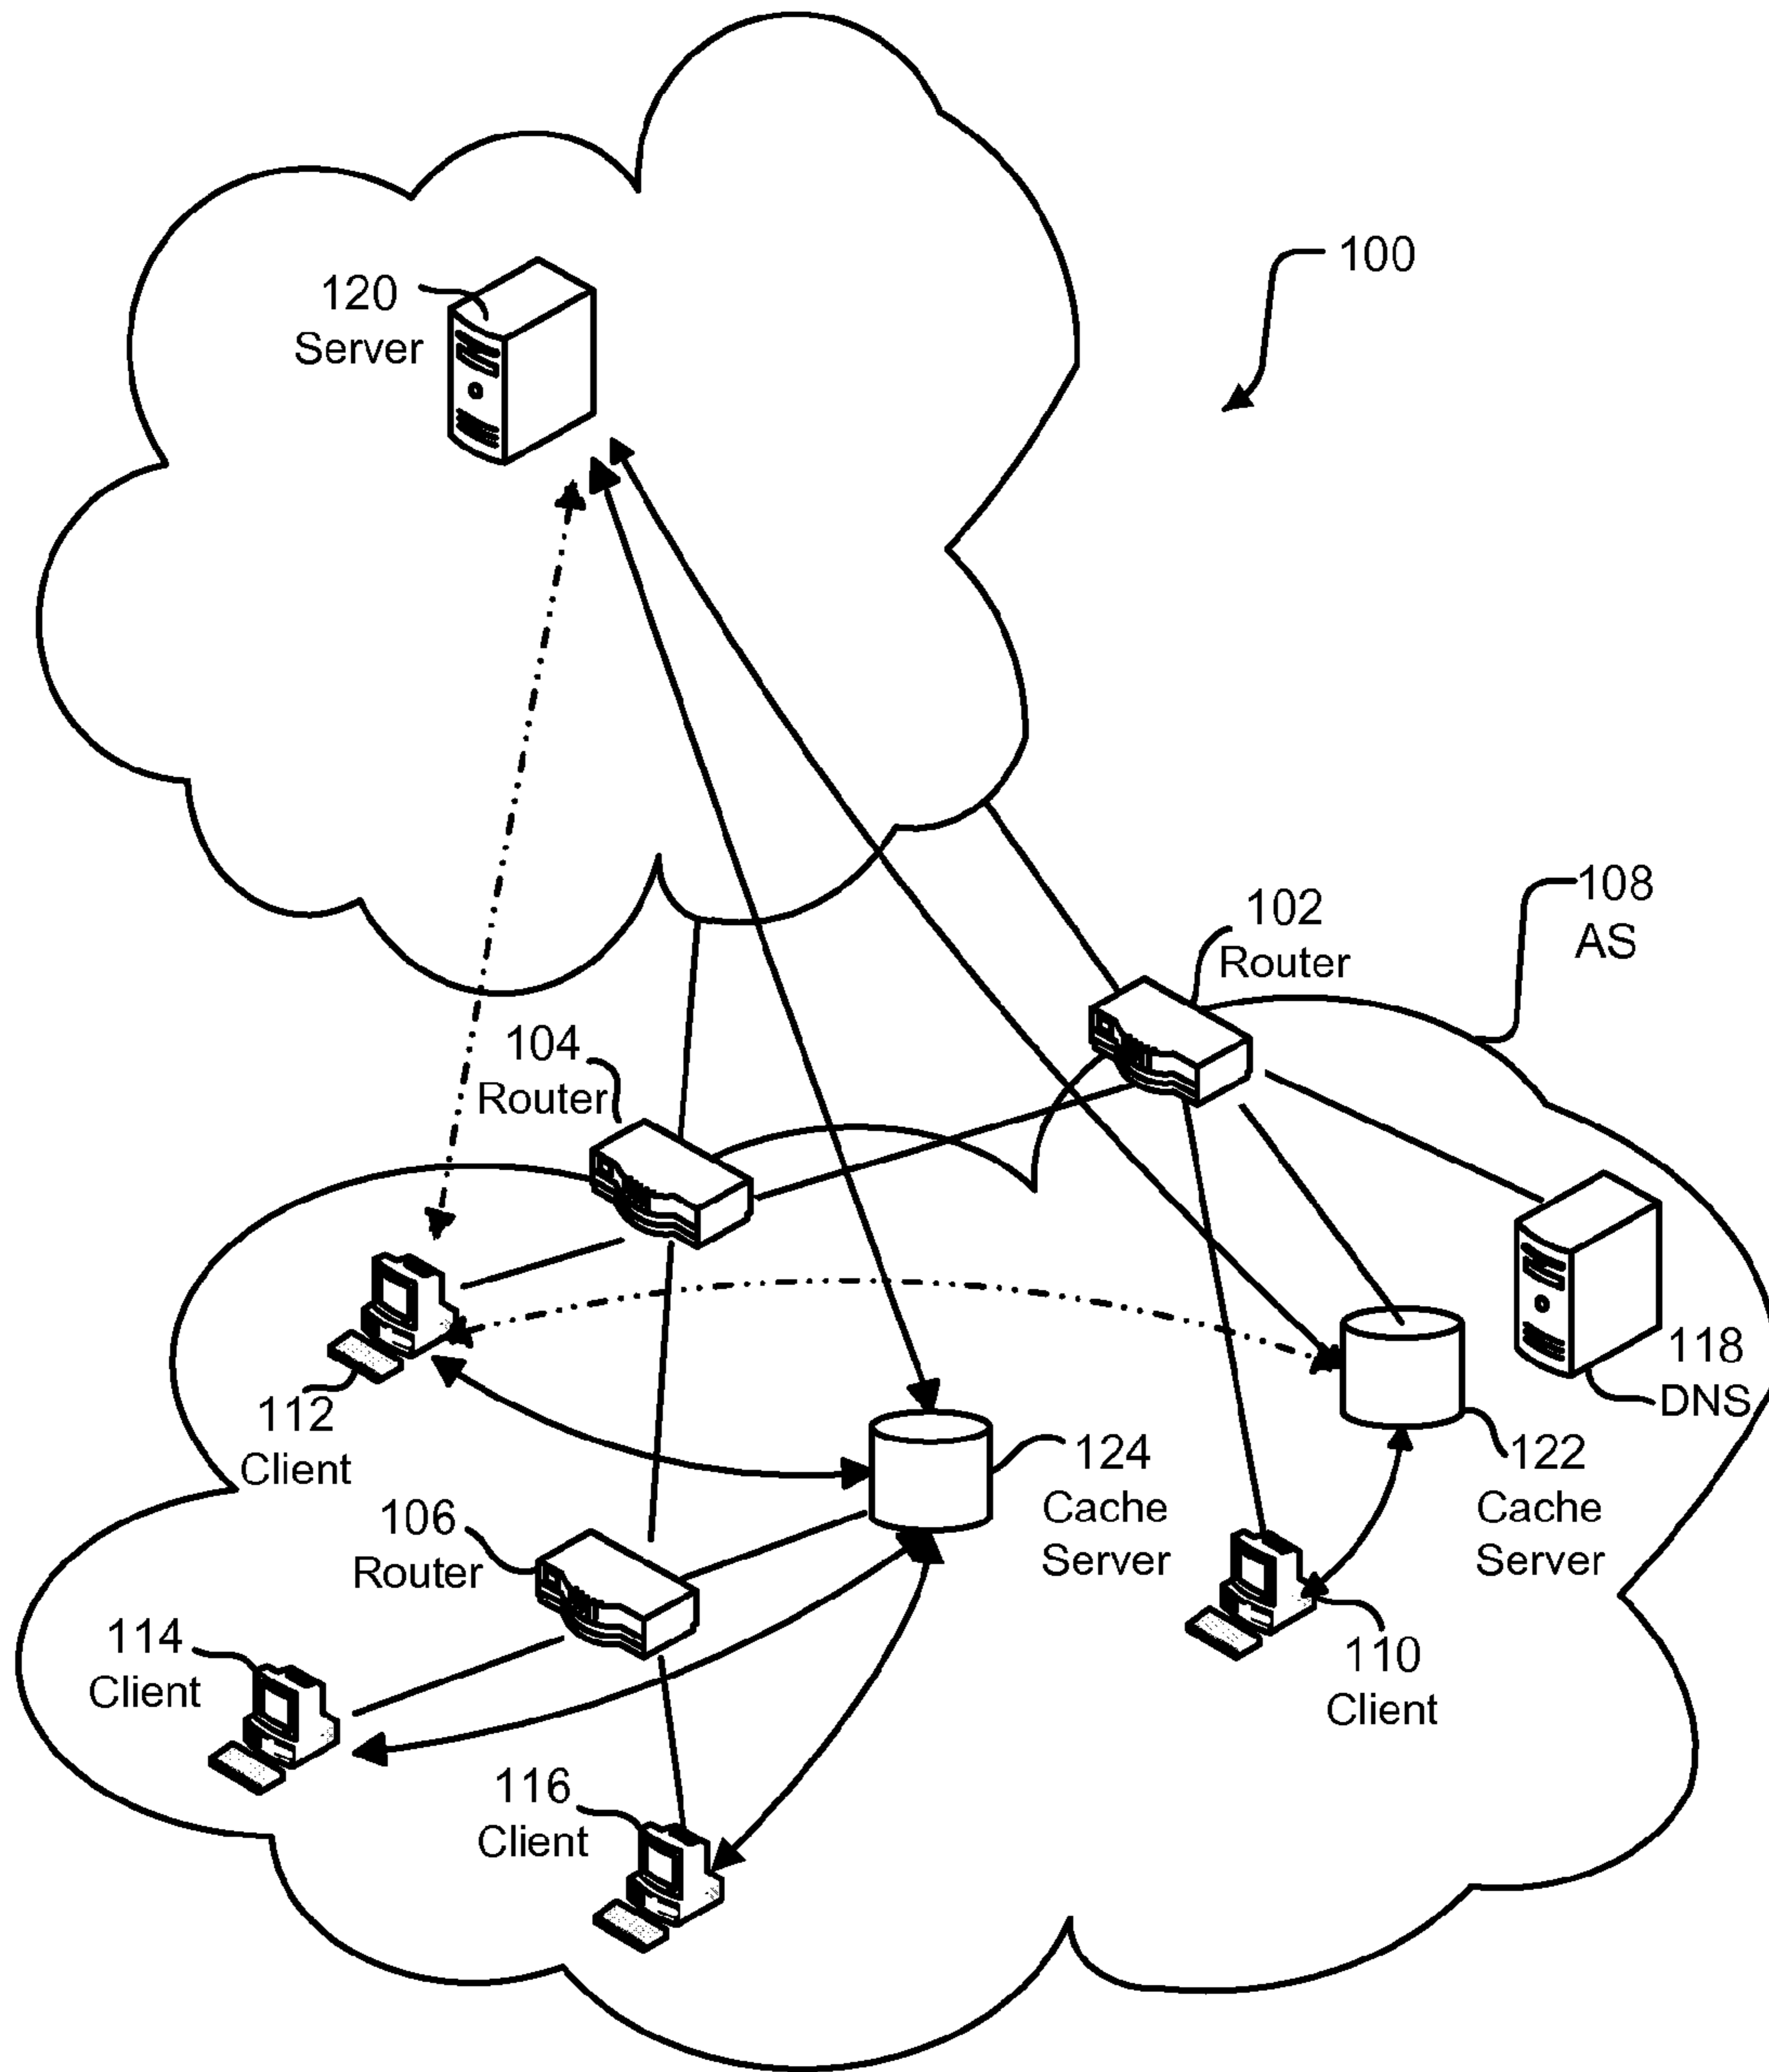 100
120
Server
108
AS
102
Router
104
Router
118
DNS
112
Client
124
Cache
Server
122
Cache
Server
106
Router
114
Client
110
Client
116
Client